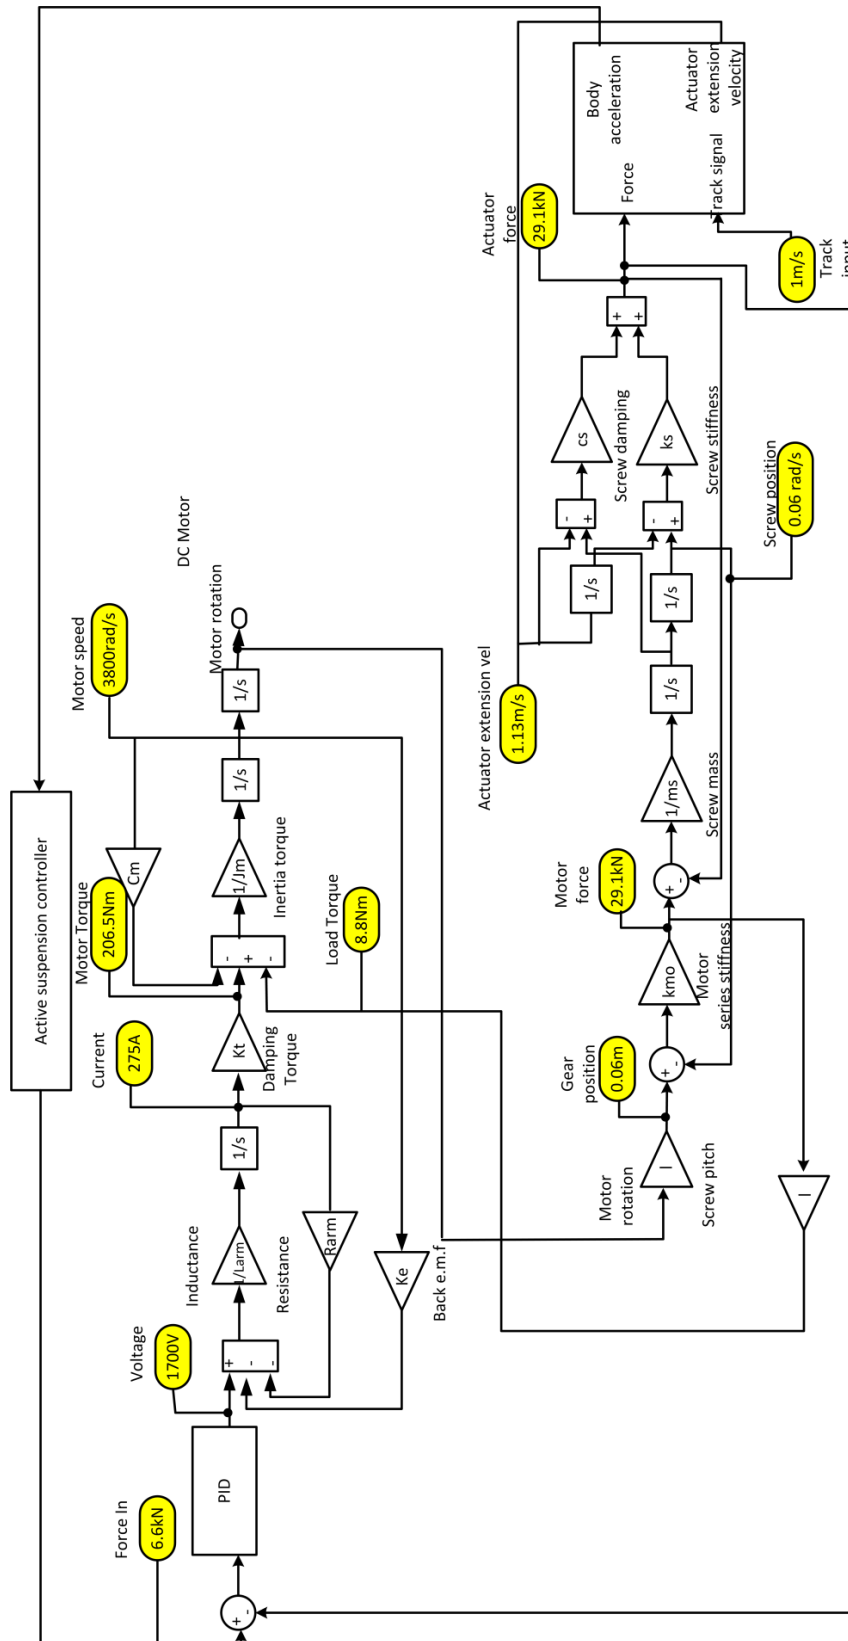 Active suspension controller
Force In
6.6kN
+
-
PID
Voltage
1700V
+
-
-
Inductance
1/Larm
Resistance
Rarm
1/s
Current
275A
Ke
Back e.m.f
Kt
Damping
Torque
Motor Torque
206.5Nm
Cm
-
+
-
1/Jm
Inertia torque
Load Torque
8.8Nm
1/s
Motor speed
3800rad/s
1/s
Motor rotation
DC Motor
Motor
rotation
l
Screw pitch
l
Gear
position
0.06m
+
-
kmo
Motor
series stiffness
Motor
force
29.1kN
+
-
1/ms
Screw mass
1/s
1/s
1/s
Actuator extension vel
1.13m/s
-
+
-
+
cs
Screw damping
ks
Screw stiffness
Screw position
0.06 rad/s
+
+
Actuator
force
29.1kN
Body
acceleration
Force
Actuator
extension
velocity
Track signal
1m/s
Track
input